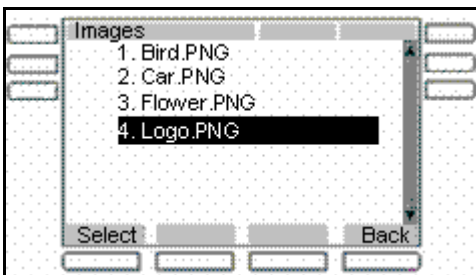 Images
1. Bird.PNG
2. Car.PNG
3. Flower.PNG
4. Logo.PNG
Select Back